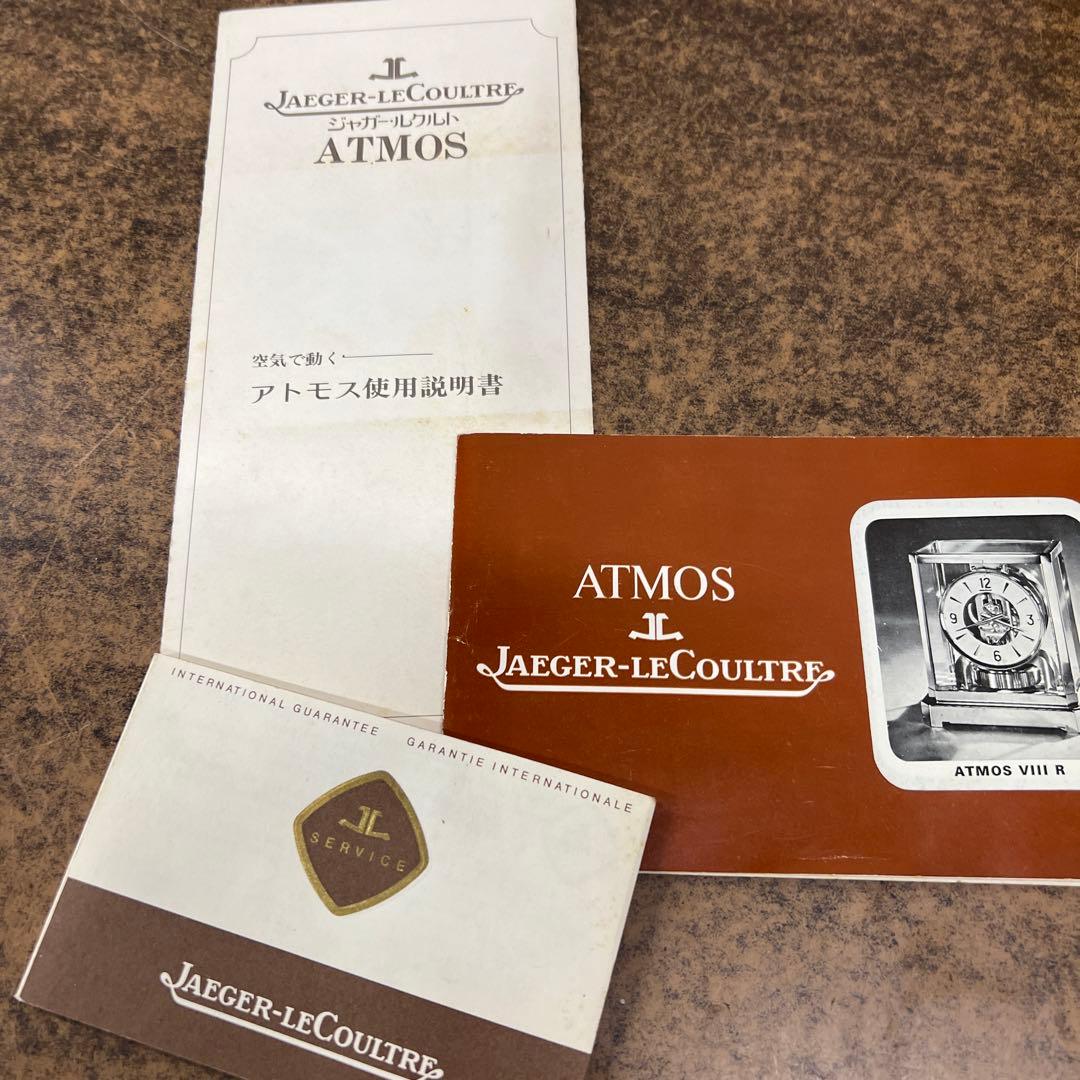 JAEGER-LECOULTRE
ジャガー・ルクルト
ATMOS
空気で動く
アトモス使用説明書
ATMOS
JAEGER-LECOULTRE
12
9
3
6
ATMOS VIII R
INTERNATIONAL GUARANTEE GARANTIE INTERNATIONALE
SERVICE
JAEGER-LECOULTRE